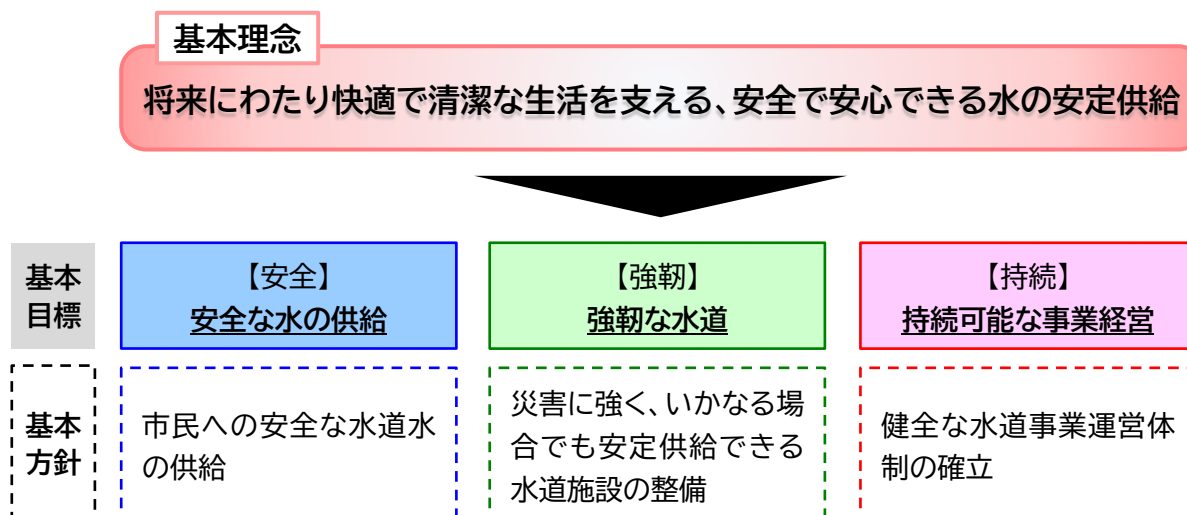 基本理念
将来にわたり快適で清潔な生活を支える、安全で安心できる水の安定供給
基本
目標
【安全】
安全な水の供給
【強靭】
強靭な水道
【持続】
持続可能な事業経営
基本
方針
市民への安全な水道水
の供給
災害に強く、いかなる場
合でも安定供給できる
水道施設の整備
健全な水道事業運営体
制の確立